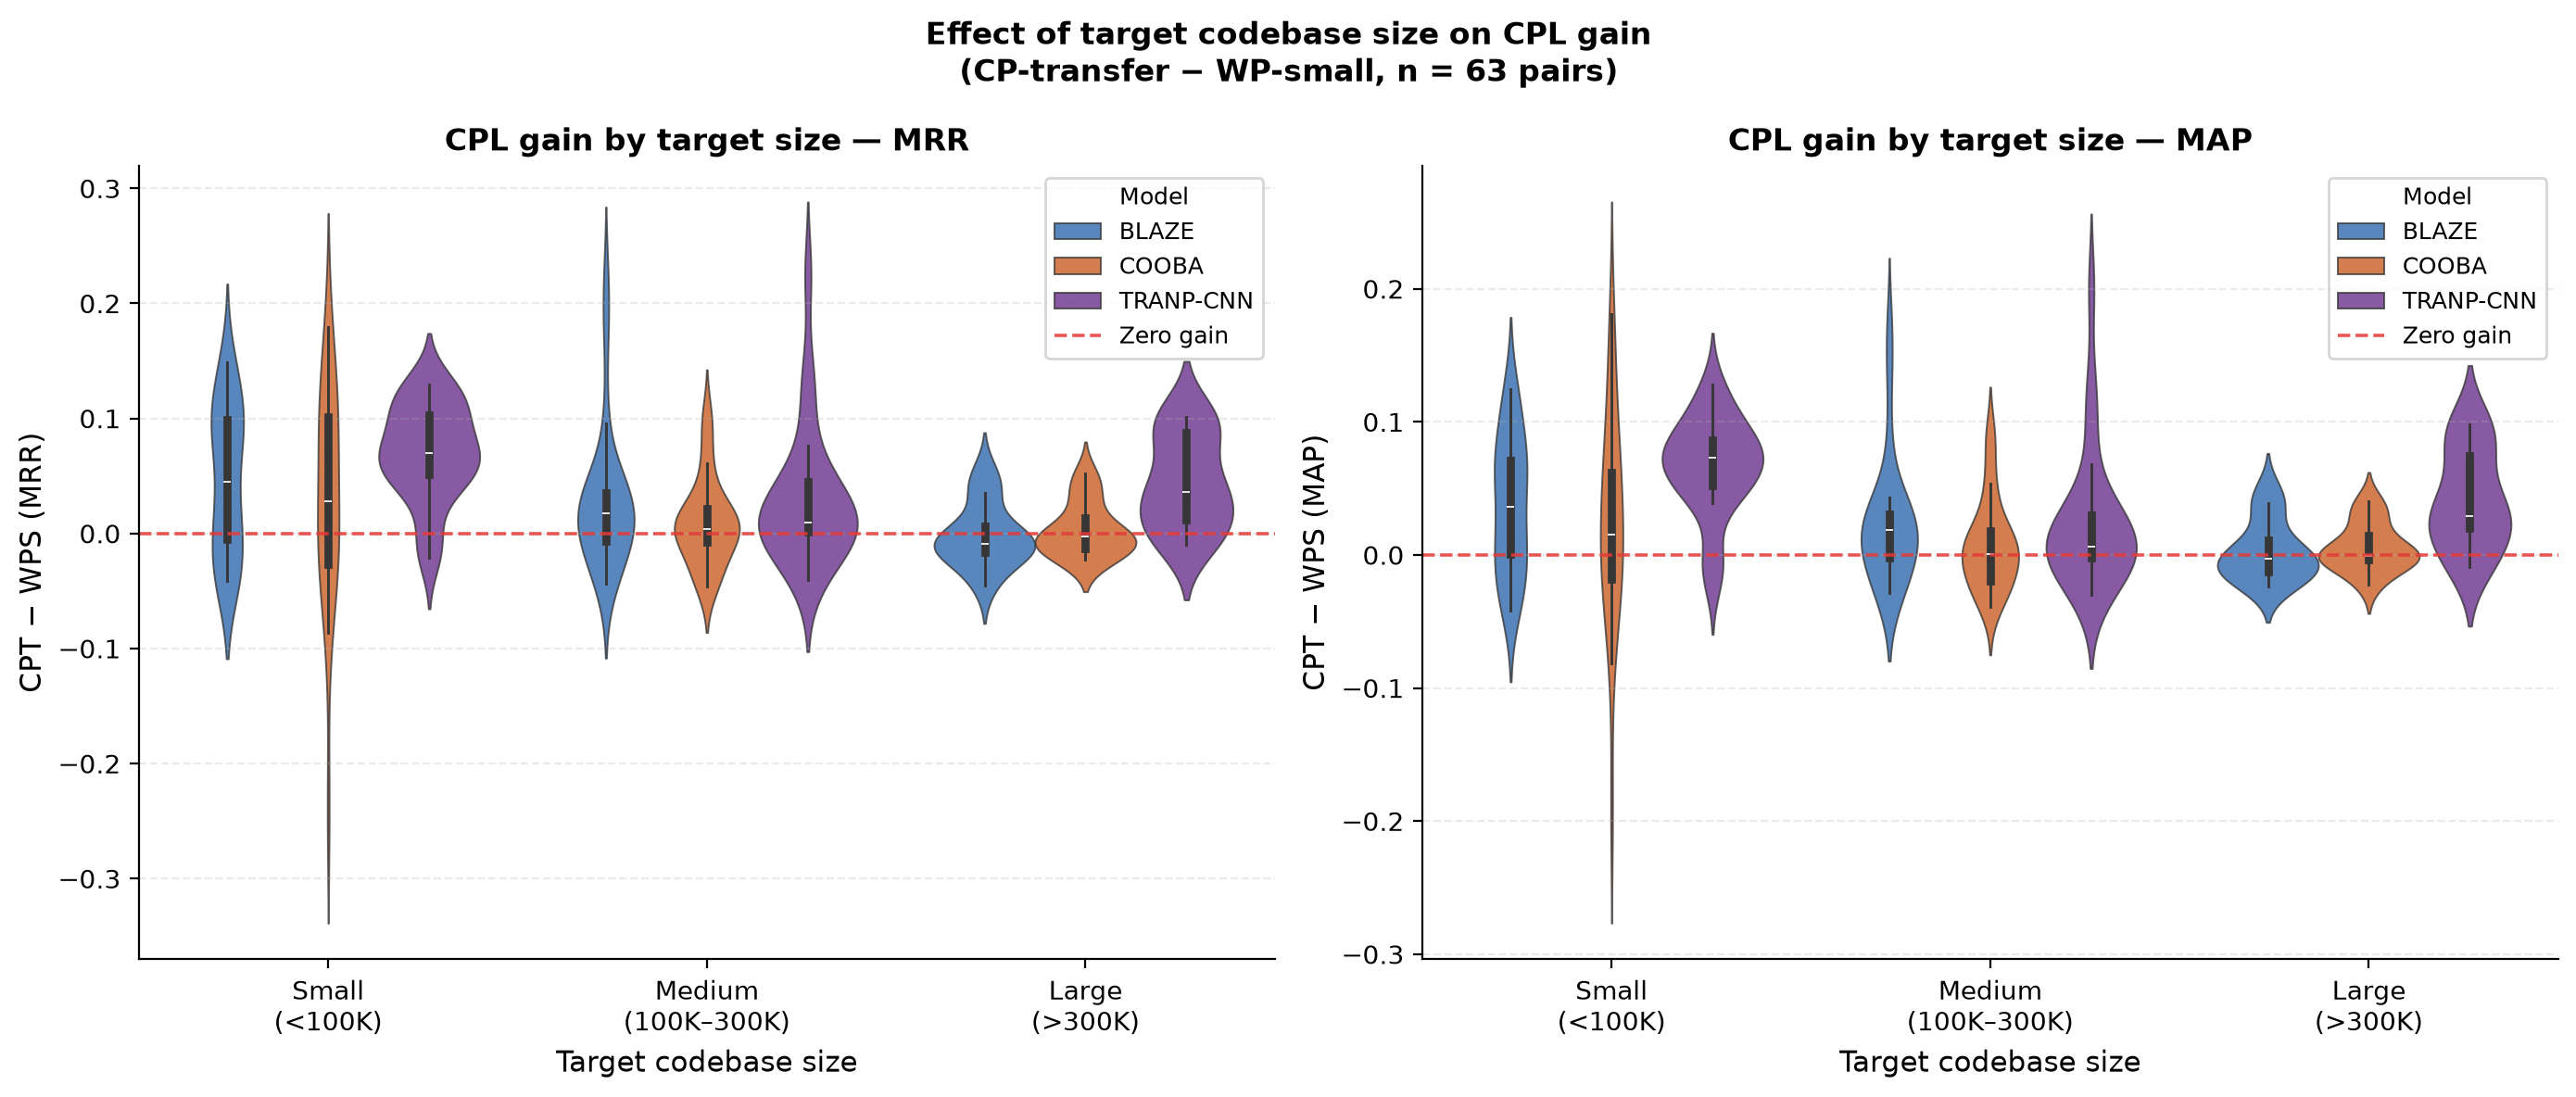 Effect of target codebase size on CPL gain
(CP-transfer − WP-small, n = 63 pairs)
CPL gain by target size — MRR
CPT − WPS (MRR)
0.3
0.2
0.1
0.0
−0.1
−0.2
−0.3
Model
BLAZE
COOBA
TRANP-CNN
Zero gain
Small
(<100K)
Medium
(100K–300K)
Large
(>300K)
Target codebase size
CPL gain by target size — MAP
CPT − WPS (MAP)
0.2
0.1
0.0
−0.1
−0.2
−0.3
Model
BLAZE
COOBA
TRANP-CNN
Zero gain
Small
(<100K)
Medium
(100K–300K)
Large
(>300K)
Target codebase size